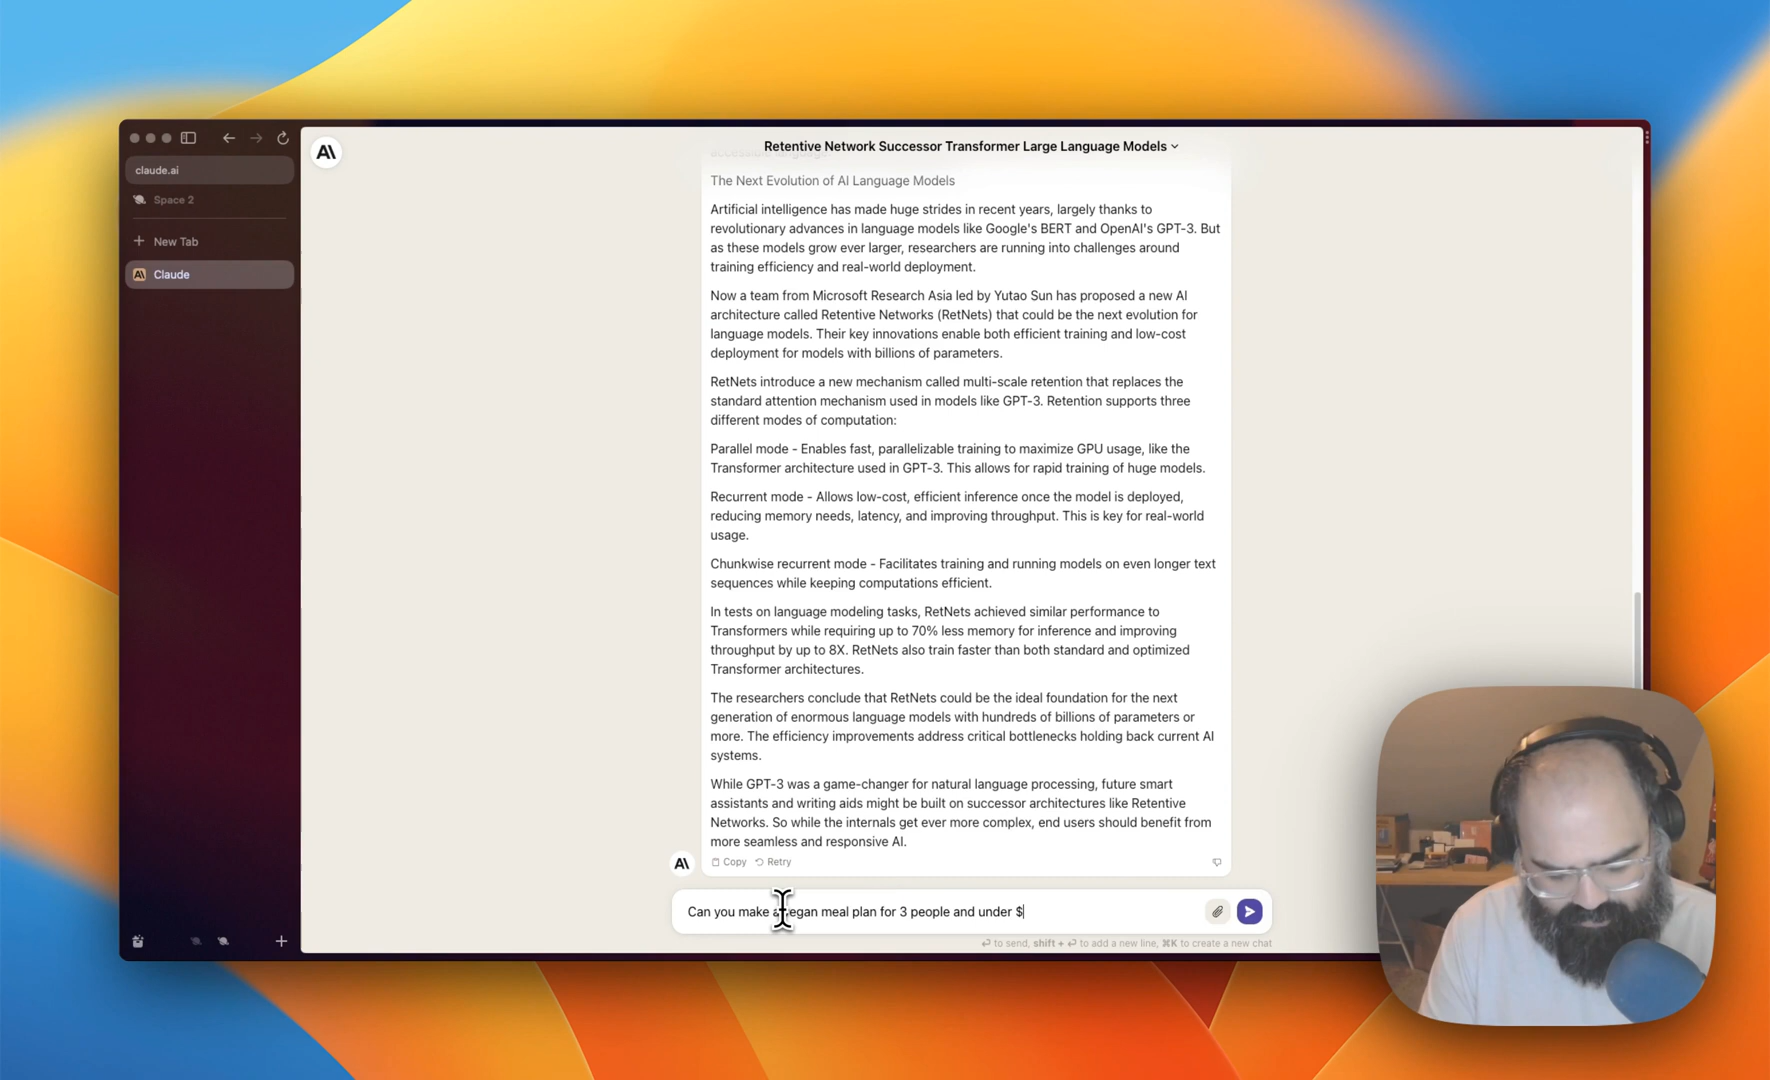 claude.ai
Space 2
New Tab
Claude
Retentive Network Successor Transformer Large Language Models
accessible language
The Next Evolution of AI Language Models
Artificial intelligence has made huge strides in recent years, largely thanks to
revolutionary advances in language models like Google's BERT and OpenAI's GPT-3. But
as these models grow ever larger, researchers are running into challenges around
training efficiency and real-world deployment.
Now a team from Microsoft Research Asia led by Yutao Sun has proposed a new AI
architecture called Retentive Networks (RetNets) that could be the next evolution for
language models. Their key innovations enable both efficient training and low-cost
deployment for models with billions of parameters.
RetNets introduce a new mechanism called multi-scale retention that replaces the
standard attention mechanism used in models like GPT-3. Retention supports three
different modes of computation:
Parallel mode - Enables fast, parallelizable training to maximize GPU usage, like the
Transformer architecture used in GPT-3. This allows for rapid training of huge models.
Recurrent mode - Allows low-cost, efficient inference once the model is deployed,
reducing memory needs, latency, and improving throughput. This is key for real-world
usage.
Chunkwise recurrent mode - Facilitates training and running models on even longer text
sequences while keeping computations efficient.
In tests on language modeling tasks, RetNets achieved similar performance to
Transformers while requiring up to 70% less memory for inference and improving
throughput by up to 8X. RetNets also train faster than both standard and optimized
Transformer architectures.
The researchers conclude that RetNets could be the ideal foundation for the next
generation of enormous language models with hundreds of billions of parameters or
more. The efficiency improvements address critical bottlenecks holding back current AI
systems.
While GPT-3 was a game-changer for natural language processing, future smart
assistants and writing aids might be built on successor architectures like Retentive
Networks. So while the internals get ever more complex, end users should benefit from
more seamless and responsive AI.
Copy Retry
Can you make a vegan meal plan for 3 people and under $
to send, shift + to add a new line, ⌘K to create a new chat